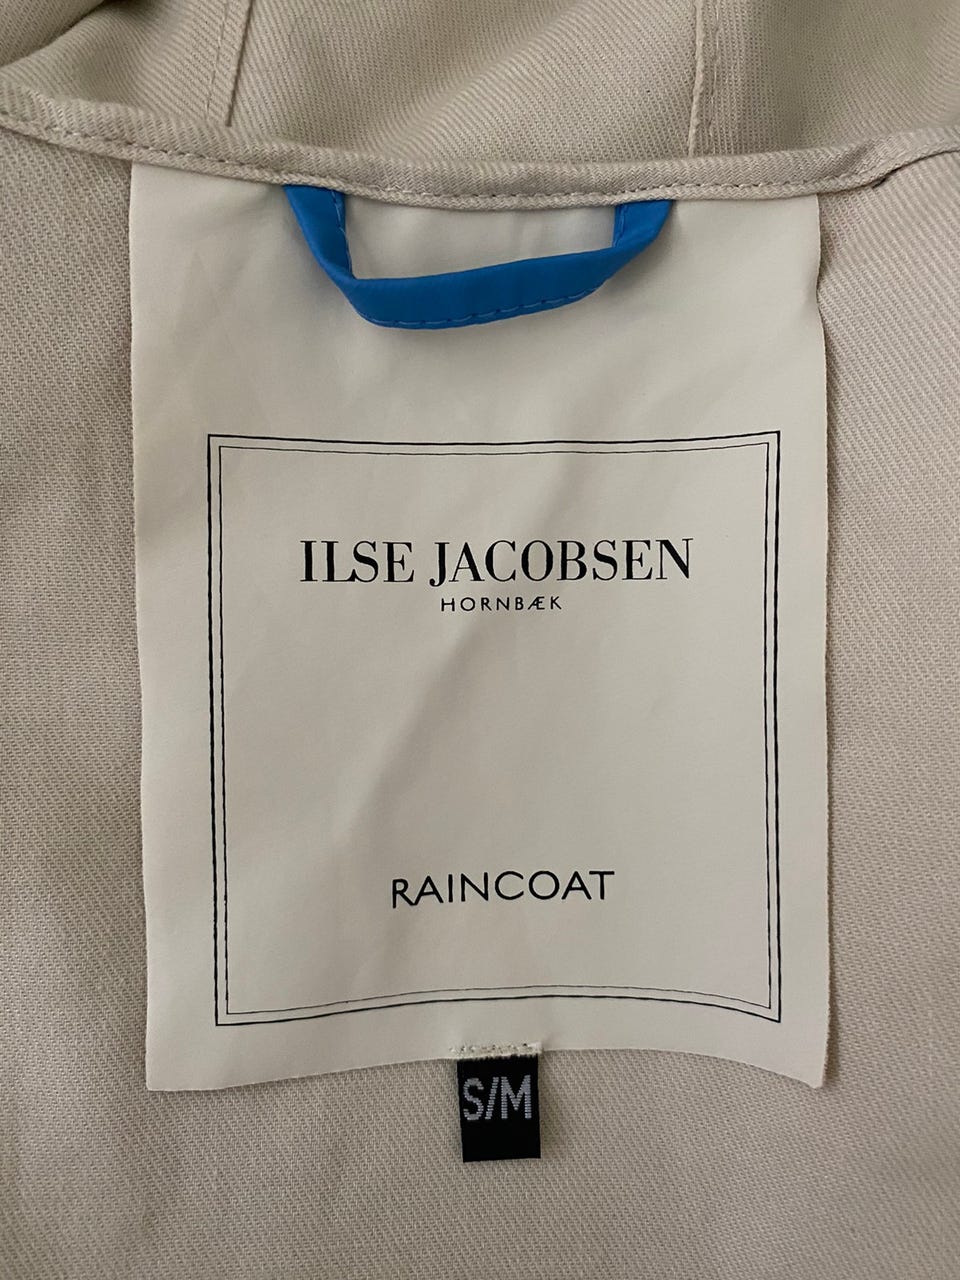 ILSE JACOBSEN
HORNBÆK
RAINCOAT
S/M